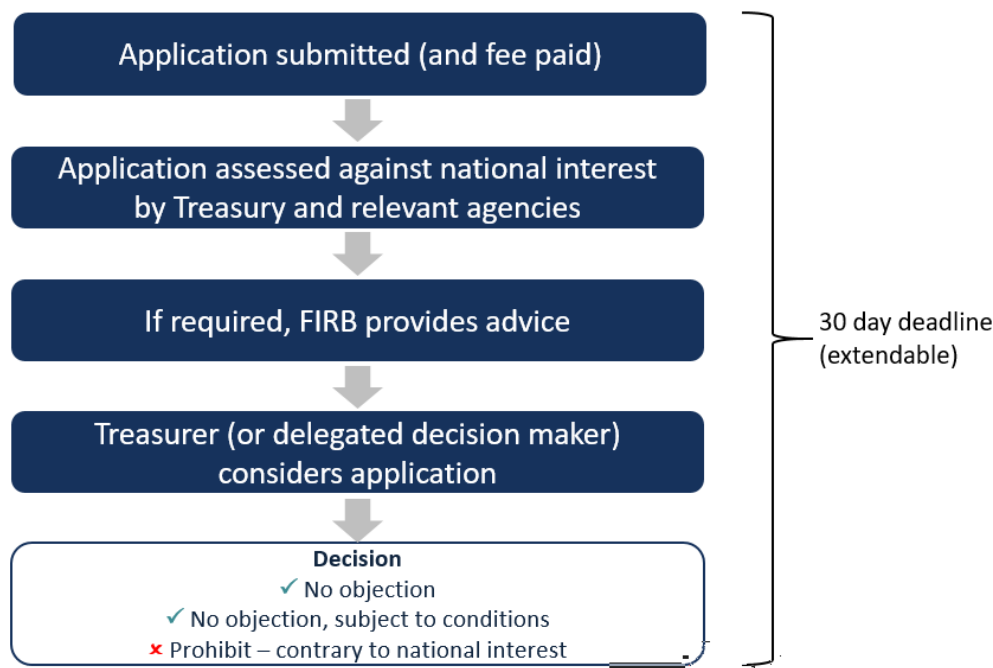 Application submitted (and fee paid)
Application assessed against national interest
by Treasury and relevant agencies
If required, FIRB provides advice
Treasurer (or delegated decision maker)
considers application
Decision
✓ No objection
✓ No objection, subject to conditions
✗ Prohibit – contrary to national interest
30 day deadline
(extendable)